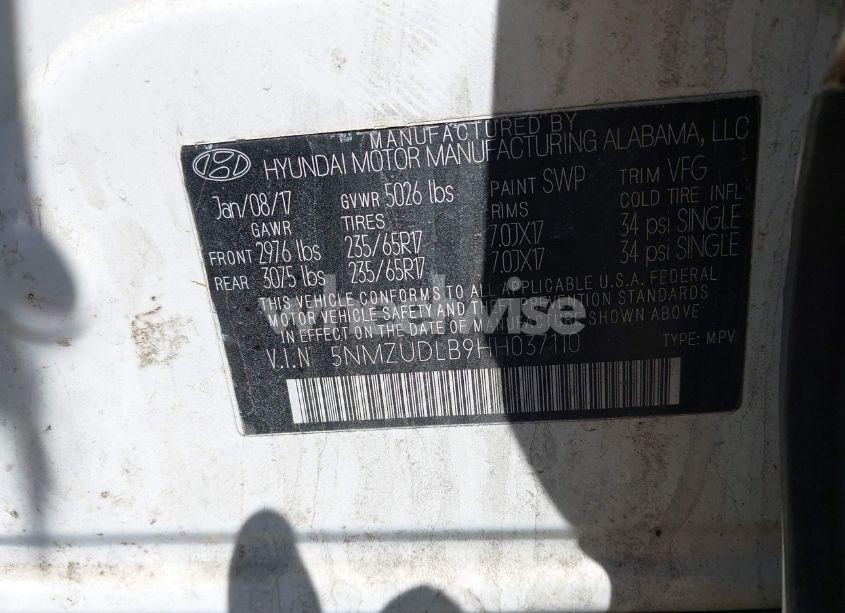 MANUFACTURED BY
HYUNDAI MOTOR MANUFACTURING ALABAMA, LLC
Jan/08/17 GVWR 5026 lbs PAINT SWP TRIM VFG
GAWR TIRES RIMS COLD TIRE INFL
FRONT 2976 lbs 235/65R17 7.0JX17 34 psi SINGLE
REAR 3075 lbs 235/65R17 7.0JX17 34 psi SINGLE
THIS VEHICLE CONFORMS TO ALL APPLICABLE U.S.A. FEDERAL
MOTOR VEHICLE SAFETY AND STANDARDS
IN EFFECT ON THE DATE OF SHOWN ABOVE
V.I.N 5NMZUDLB9HH037110 TYPE: MPV